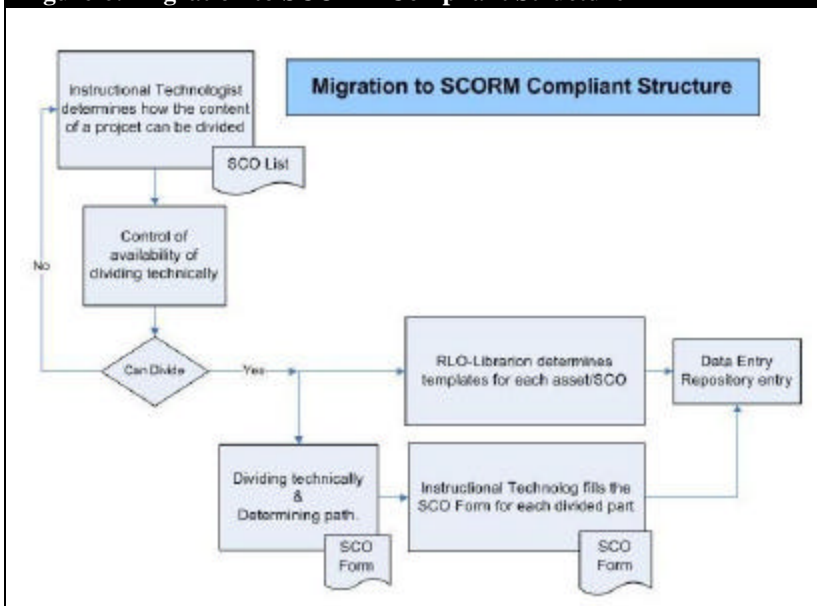 Migration to SCORM Compliant Structure
Instructional Technologist
determines how the content
of a projcet can be divided
SCO List
Control of
availability of
dividing technically
No
Can Divide
Yes
RLO-Librarion determines
templates for each asset/SCO
Data Entry
Repository entry
Dividing technically
&
Determining path.
SCO
Form
Instructional Technolog fills the
SCO Form for each divided part
SCO
Form